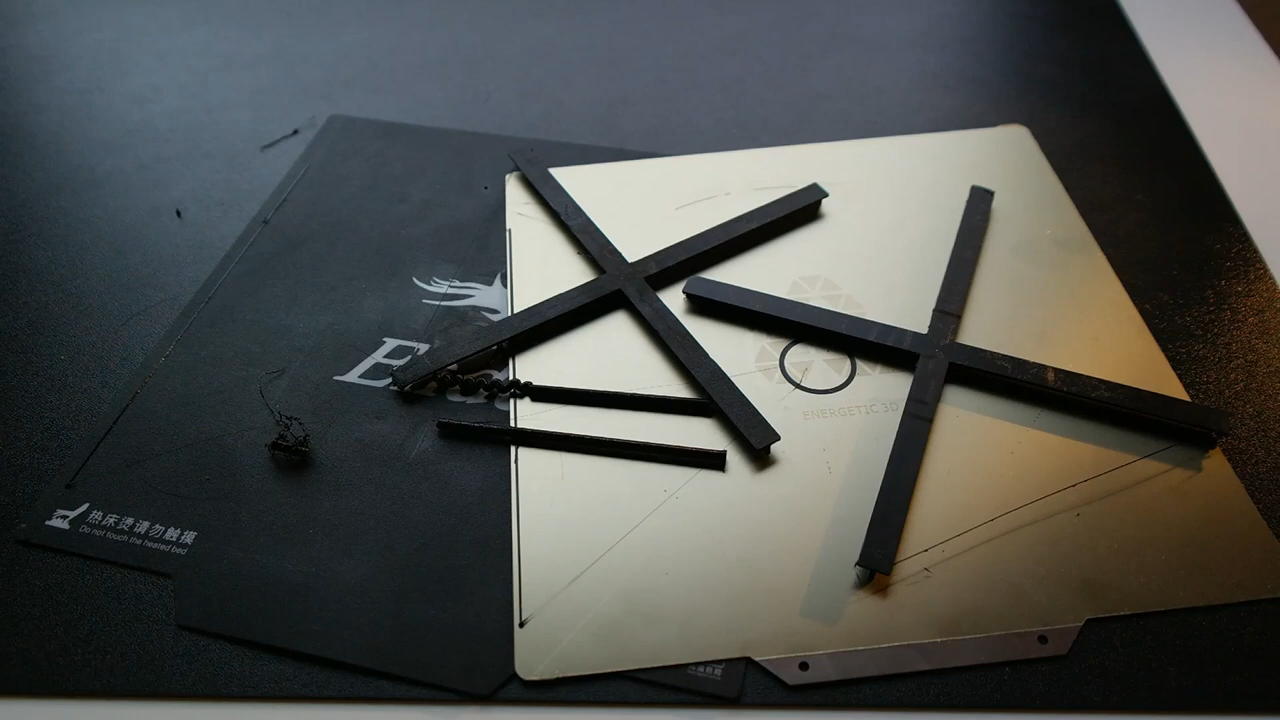 E
热床烫请勿触摸
Do not touch the heated bed
ENERGETIC 3D